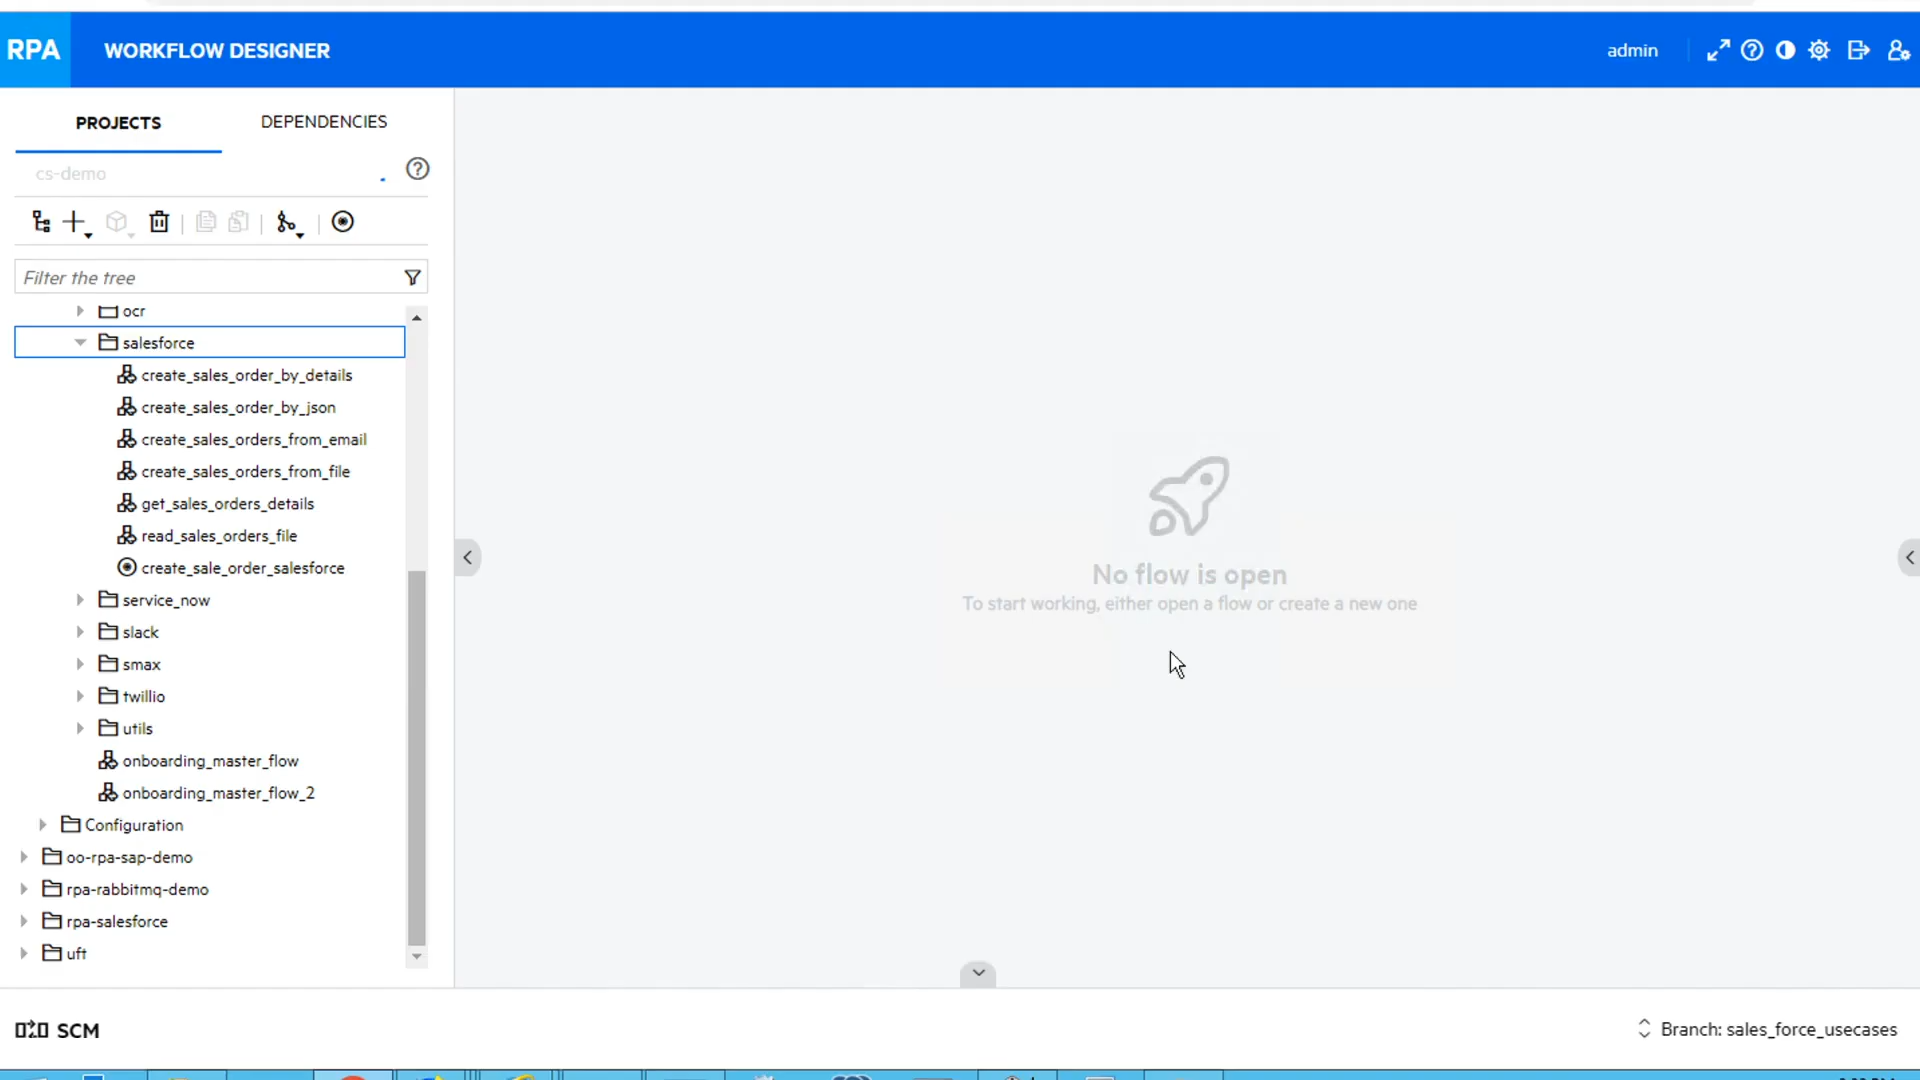 RPA WORKFLOW DESIGNER admin
PROJECTS DEPENDENCIES
cs-demo
Filter the tree
ocr
salesforce
create_sales_order_by_details
create_sales_order_by_json
create_sales_orders_from_email
create_sales_orders_from_file
get_sales_orders_details
read_sales_orders_file
create_sale_order_salesforce
service_now
slack
smax
twillio
utils
onboarding_master_flow
onboarding_master_flow_2
Configuration
oo-rpa-sap-demo
rpa-rabbitmq-demo
rpa-salesforce
uft
No flow is open
To start working, either open a flow or create a new one
SCM
Branch: sales_force_usecases